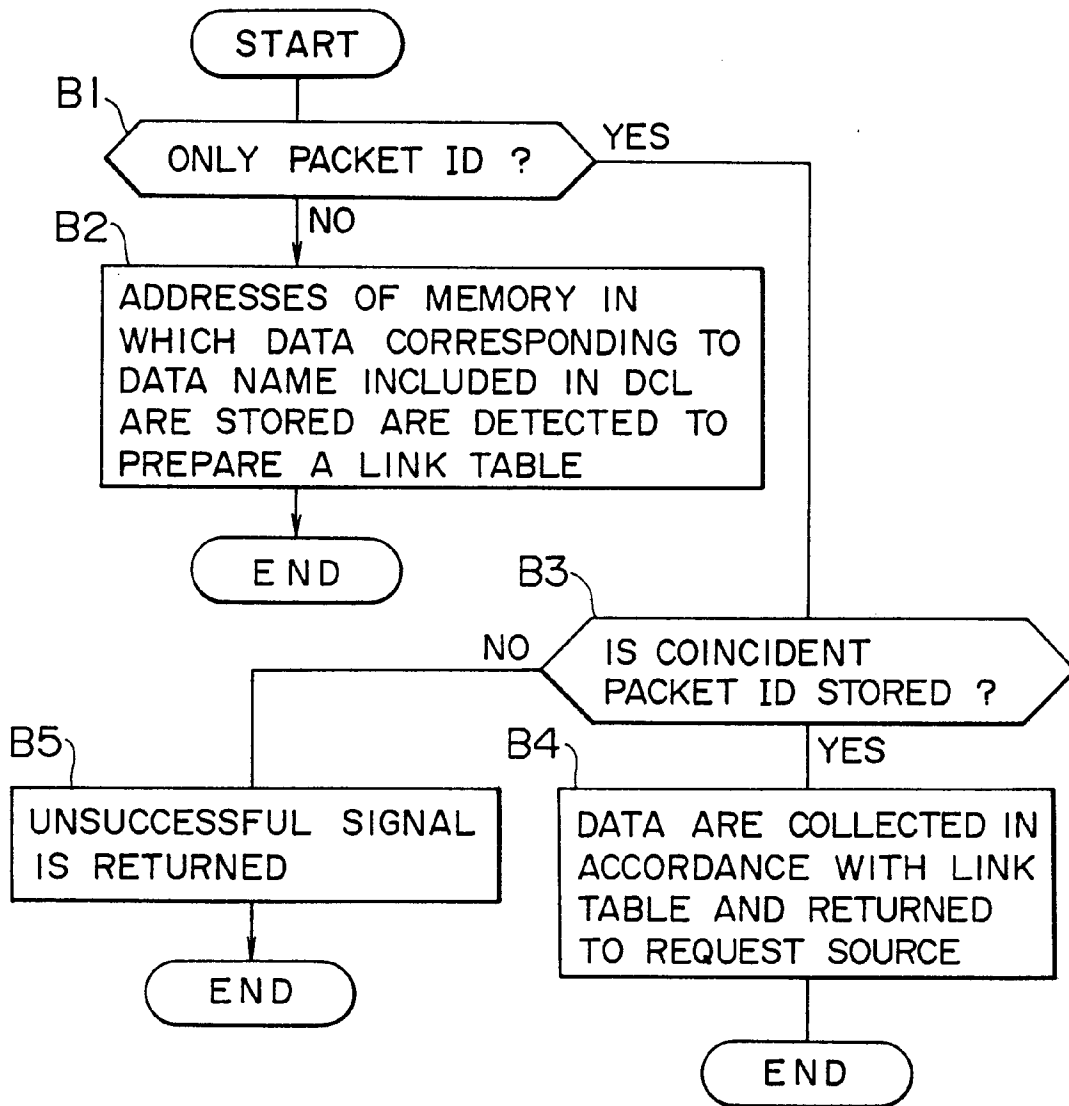 START
B1
YES
ONLY PACKET ID ?
NO
B2
ADDRESSES OF MEMORY IN
WHICH DATA CORRESPONDING TO
DATA NAME INCLUDED IN DCL
ARE STORED ARE DETECTED TO
PREPARE A LINK TABLE
END
B3
NO
IS COINCIDENT
PACKET ID STORED ?
YES
B5
UNSUCCESSFUL SIGNAL
IS RETURNED
END
B4
DATA ARE COLLECTED IN
ACCORDANCE WITH LINK
TABLE AND RETURNED
TO REQUEST SOURCE
END